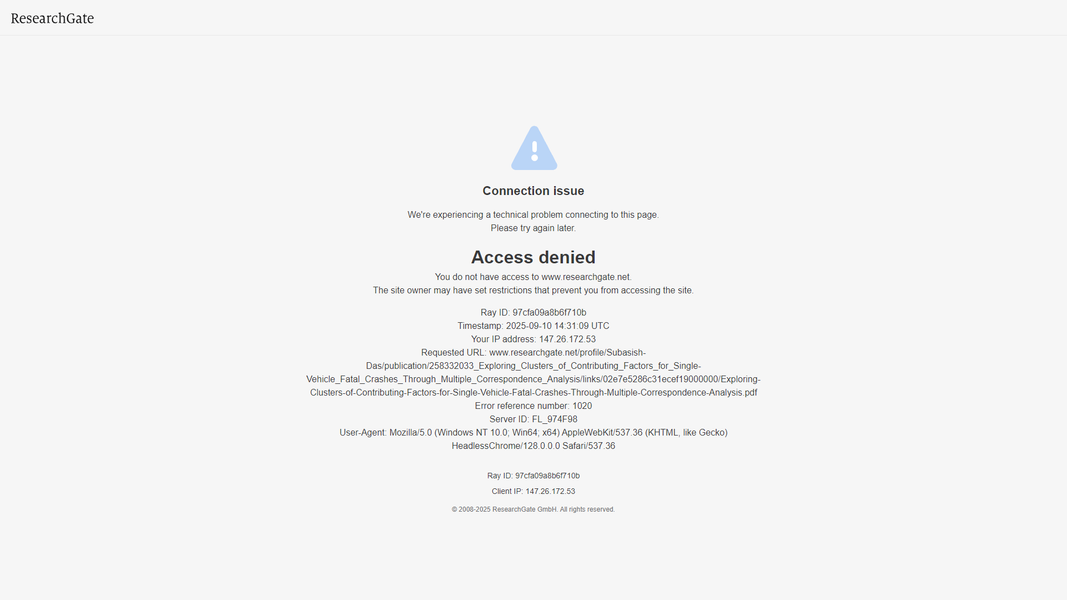 ResearchGate
Connection issue
We're experiencing a technical problem connecting to this page.
Please try again later.
Access denied
You do not have access to www.researchgate.net.
The site owner may have set restrictions that prevent you from accessing the site.
Ray ID: 97cfa09a8b6f710b
Timestamp: 2025-09-10 14:31:09 UTC
Your IP address: 147.26.172.53
Requested URL: www.researchgate.net/profile/Subasish-
Das/publication/258332033_Exploring_Clusters_of_Contributing_Factors_for_Single-
Vehicle_Fatal_Crashes_Through_Multiple_Correspondence_Analysis/links/02e7e5286c31ecef19000000/Exploring-
Clusters-of-Contributing-Factors-for-Single-Vehicle-Fatal-Crashes-Through-Multiple-Correspondence-Analysis.pdf
Error reference number: 1020
Server ID: FL_974F98
User-Agent: Mozilla/5.0 (Windows NT 10.0; Win64; x64) AppleWebKit/537.36 (KHTML, like Gecko)
HeadlessChrome/128.0.0.0 Safari/537.36
Ray ID: 97cfa09a8b6f710b
Client IP: 147.26.172.53
© 2008-2025 ResearchGate GmbH. All rights reserved.